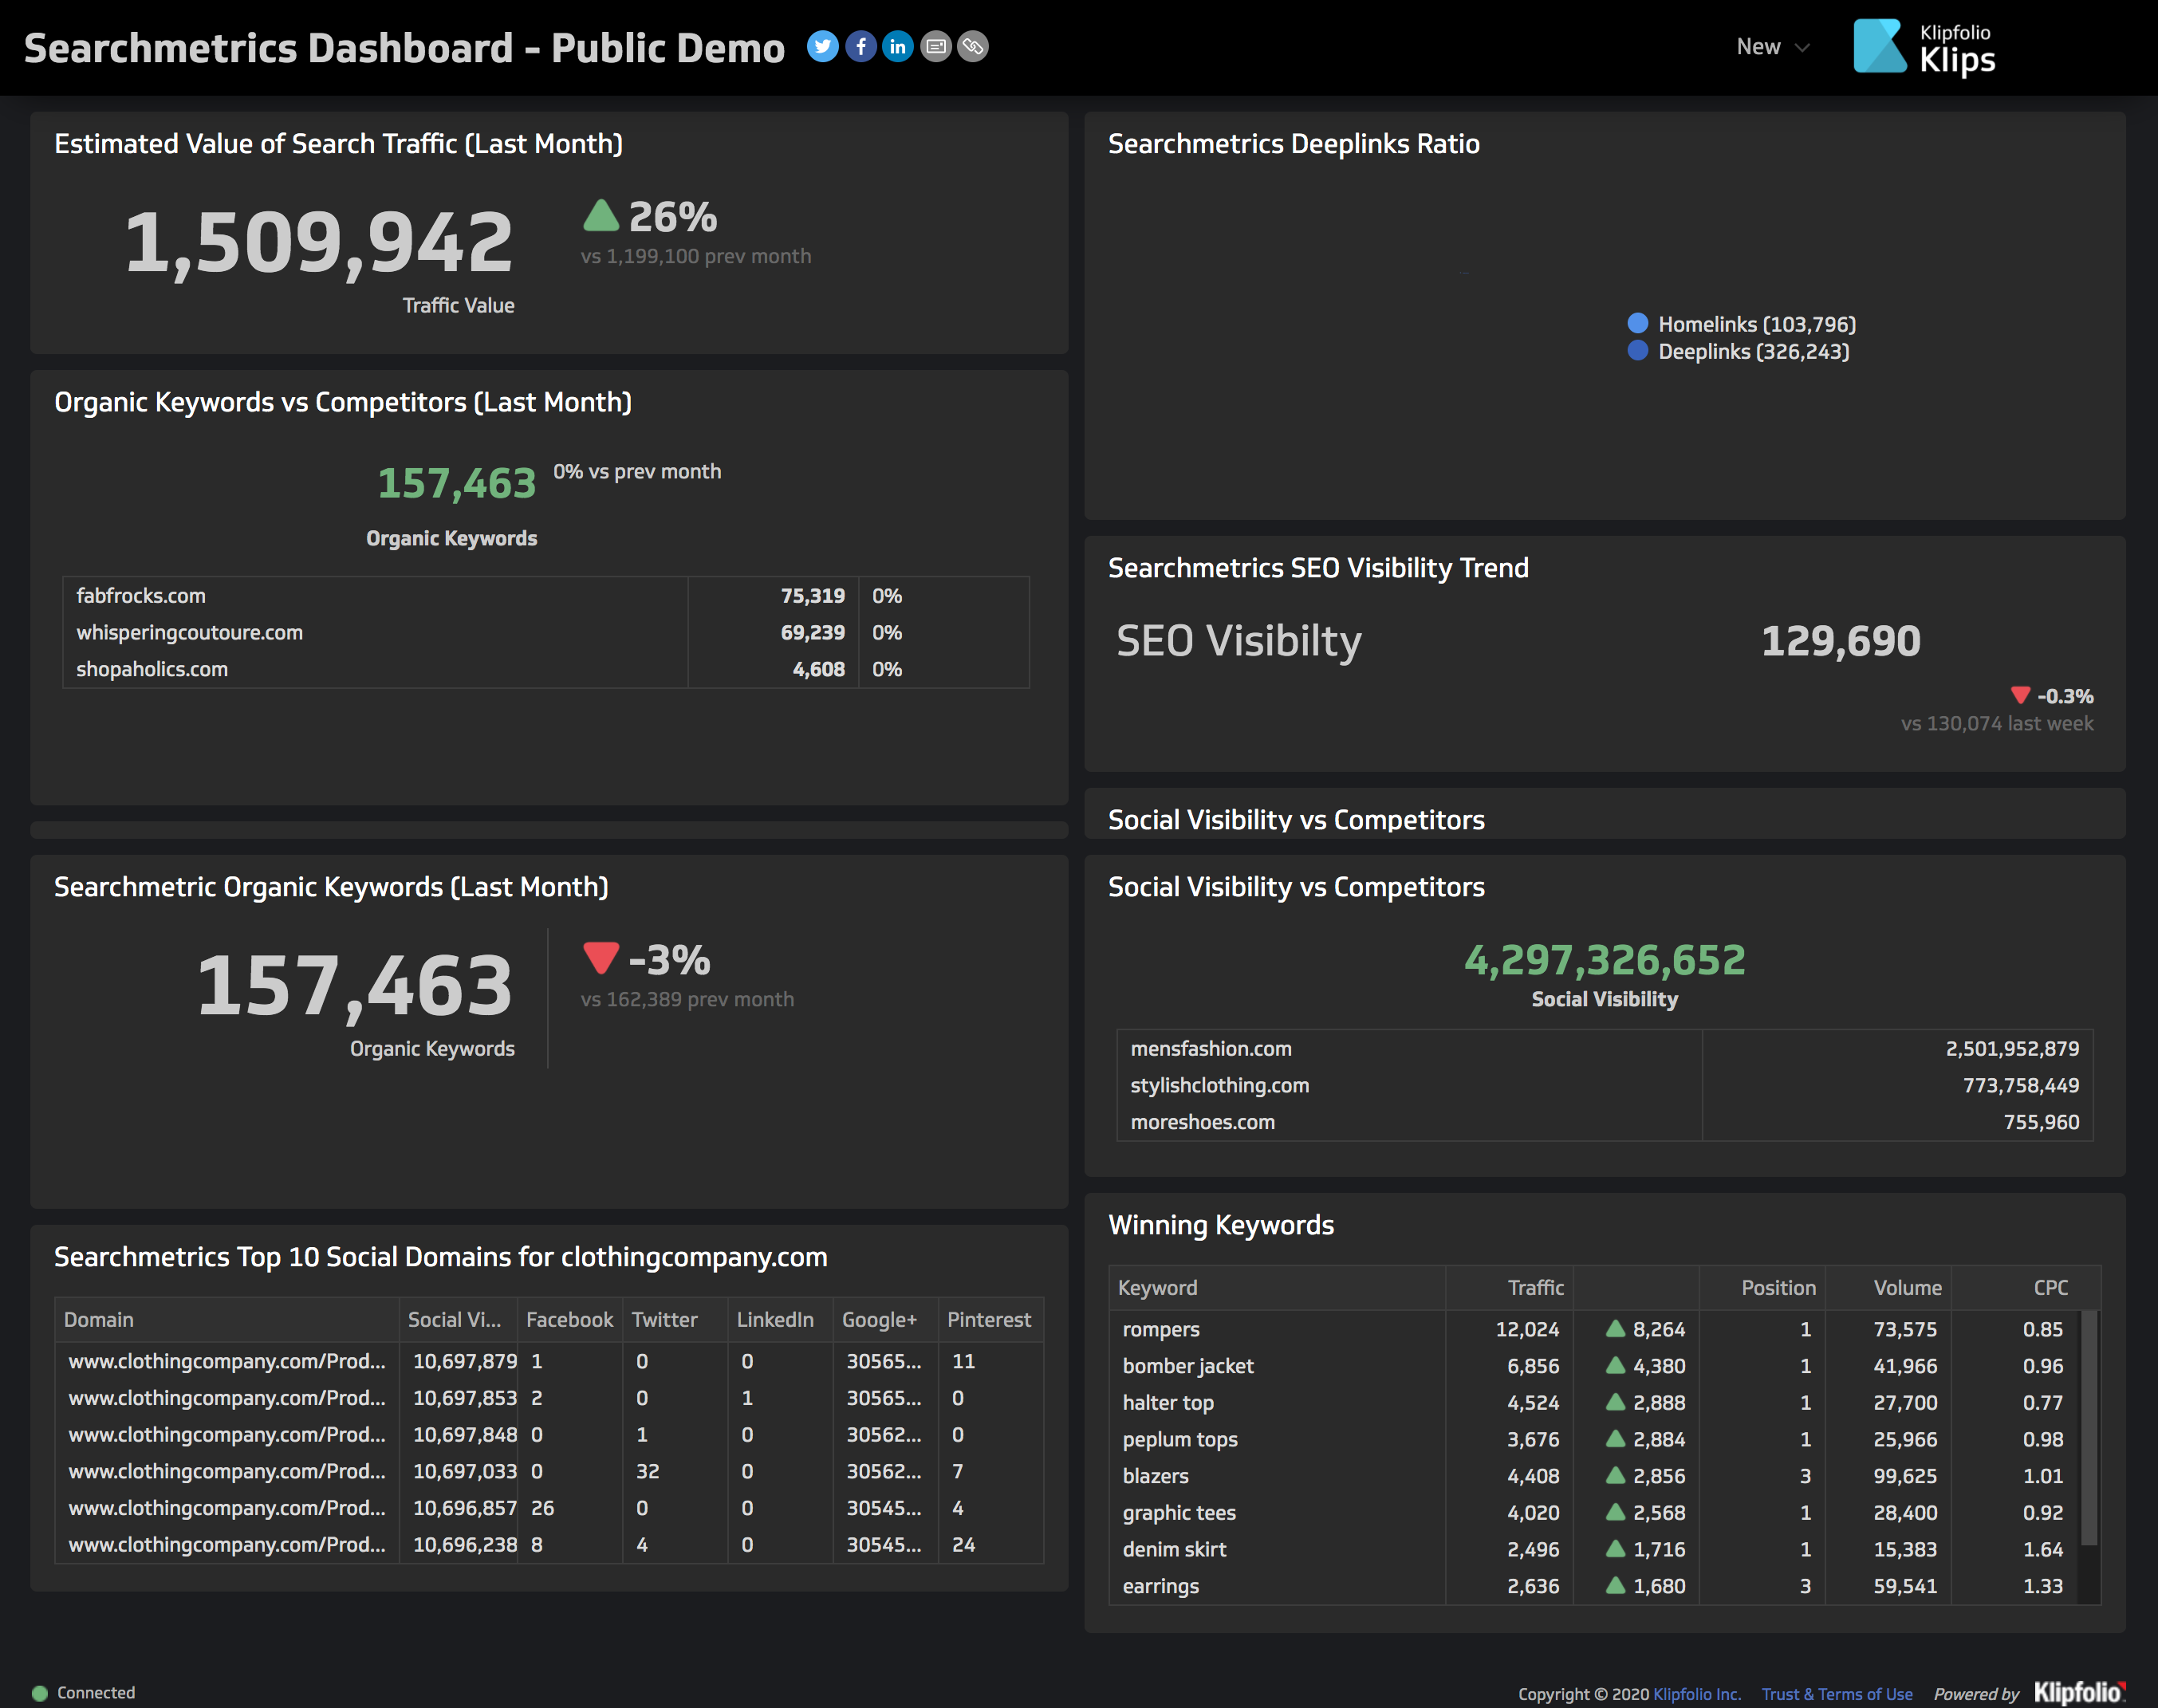 Searchmetrics Dashboard - Public Demo
New
Klipfolio
Klips
Estimated Value of Search Traffic (Last Month)
1,509,942
Traffic Value
26%
vs 1,199,100 prev month
Organic Keywords vs Competitors (Last Month)
157,463 0% vs prev month
Organic Keywords
fabfrocks.com 75,319 0%
whisperingcoutoure.com 69,239 0%
shopaholics.com 4,608 0%
Searchmetric Organic Keywords (Last Month)
157,463
Organic Keywords
-3%
vs 162,389 prev month
Searchmetrics Top 10 Social Domains for clothingcompany.com
Domain Social Vi... Facebook Twitter LinkedIn Google+ Pinterest
www.clothingcompany.com/Prod... 10,697,879 1 0 0 30565... 11
www.clothingcompany.com/Prod... 10,697,853 2 0 1 30565... 0
www.clothingcompany.com/Prod... 10,697,848 0 1 0 30562... 0
www.clothingcompany.com/Prod... 10,697,033 0 32 0 30562... 7
www.clothingcompany.com/Prod... 10,696,857 26 0 0 30545... 4
www.clothingcompany.com/Prod... 10,696,238 8 4 0 30545... 24
Searchmetrics Deeplinks Ratio
Homelinks (103,796)
Deeplinks (326,243)
Searchmetrics SEO Visibility Trend
SEO Visibilty 129,690
-0.3%
vs 130,074 last week
Social Visibility vs Competitors
Social Visibility vs Competitors
4,297,326,652
Social Visibility
mensfashion.com 2,501,952,879
stylishclothing.com 773,758,449
moreshoes.com 755,960
Winning Keywords
Keyword Traffic Position Volume CPC
rompers 12,024 8,264 1 73,575 0.85
bomber jacket 6,856 4,380 1 41,966 0.96
halter top 4,524 2,888 1 27,700 0.77
peplum tops 3,676 2,884 1 25,966 0.98
blazers 4,408 2,856 3 99,625 1.01
graphic tees 4,020 2,568 1 28,400 0.92
denim skirt 2,496 1,716 1 15,383 1.64
earrings 2,636 1,680 3 59,541 1.33
Connected
Copyright © 2020 Klipfolio Inc. Trust & Terms of Use Powered by Klipfolio